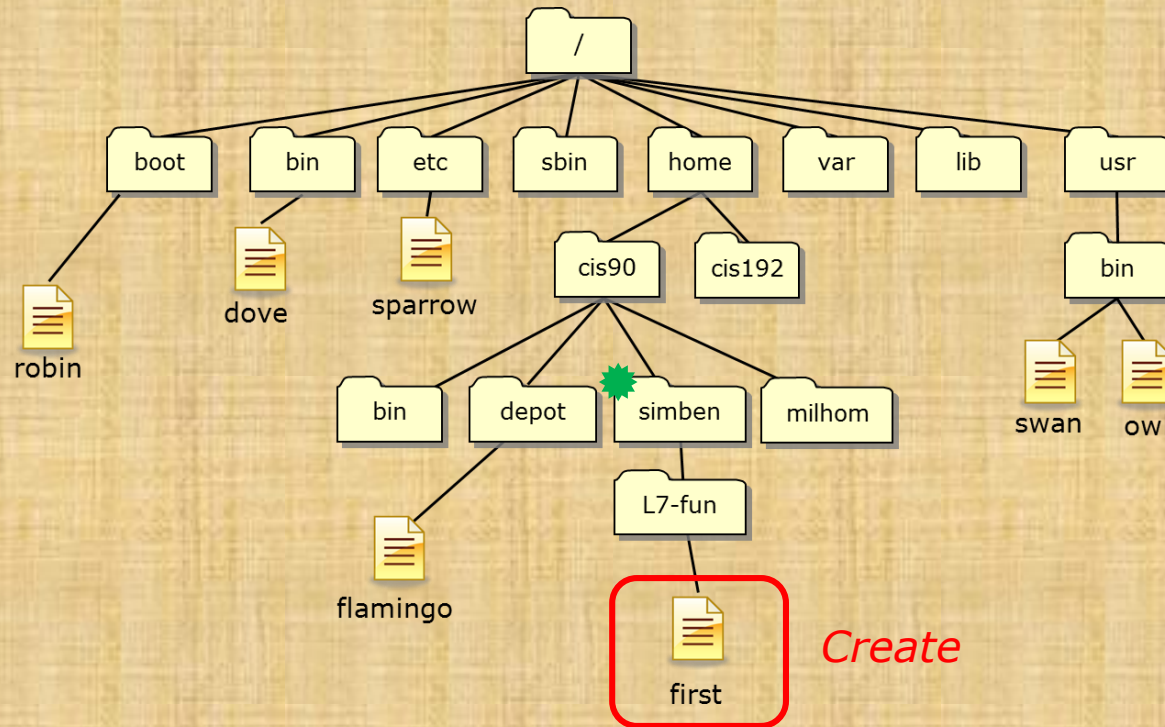 /
boot
bin
etc
sbin
home
var
lib
usr
cis90
cis192
bin
dove
sparrow
robin
bin
depot
simben
milhom
swan
L7-fun
flamingo
Create
first